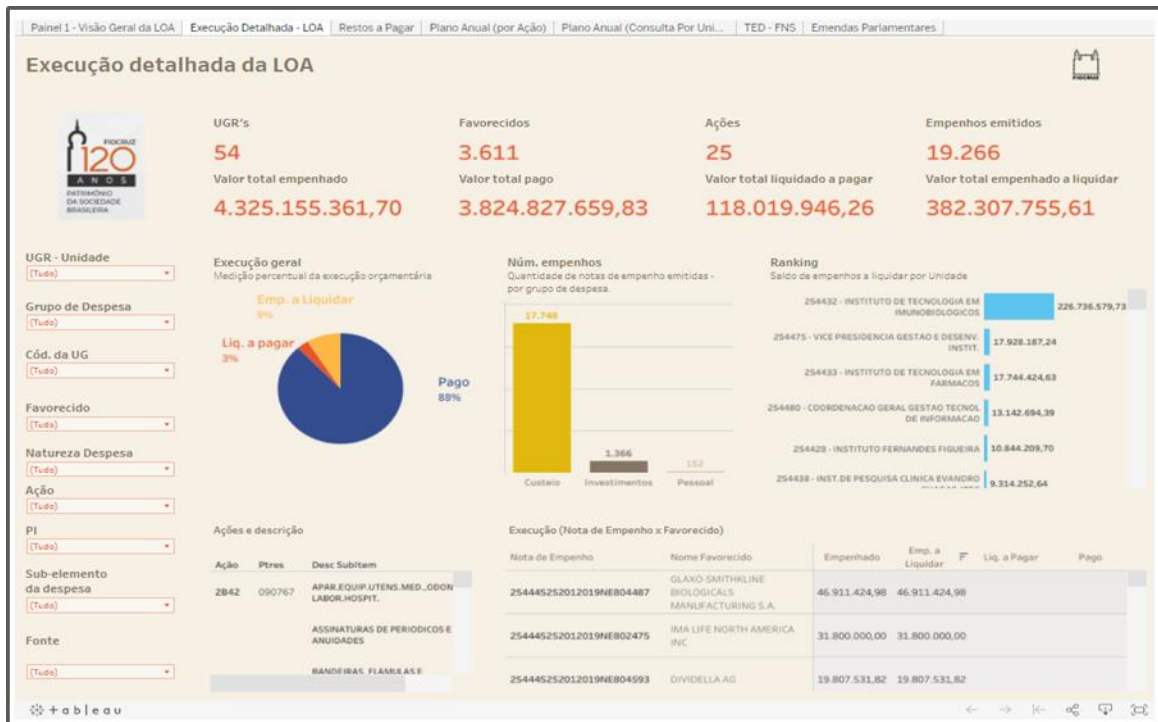 Painel 1 - Visão Geral da LOA
Execução Detalhada - LOA
Restos a Pagar
Plano Anual (por Ação)
Plano Anual (Consulta Por Uni...
TED - FNS
Emendas Parlamentares
Execução detalhada da LOA
FIOCRUZ
FIOCRUZ
120
ANOS
PATRIMÔNIO
DA SOCIEDADE
BRASILEIRA
UGR's
54
Favorecidos
3.611
Ações
25
Empenhos emitidos
19.266
Valor total empenhado
4.325.155.361,70
Valor total pago
3.824.827.659,83
Valor total liquidado a pagar
118.019.946,26
Valor total empenhado a liquidar
382.307.755,61
UGR - Unidade
(Tudo)
Grupo de Despesa
(Tudo)
Cód. da UG
(Tudo)
Favorecido
(Tudo)
Natureza Despesa
(Tudo)
Ação
(Tudo)
PI
(Tudo)
Sub-elemento
da despesa
(Tudo)
Fonte
(Tudo)
Execução geral
Medição percentual da execução orçamentária
Emp. a Liquidar
9%
Liq. a pagar
3%
Pago
88%
Núm. empenhos
Quantidade de notas de empenho emitidas -
por grupo de despesa.
17.748
1.366
152
Custeio
Investimentos
Pessoal
Ranking
Saldo de empenhos a liquidar por Unidade
254432 - INSTITUTO DE TECNOLOGIA EM
IMUNOBIOLOGICOS
226.736.579,73
254475 - VICE PRESIDENCIA GESTAO E DESENV.
INSTIT.
17.928.187,24
254433 - INSTITUTO DE TECNOLOGIA EM
FARMACOS
17.744.424,63
254480 - COORDENACAO GERAL GESTAO TECNOL
DE INFORMACAO
13.142.694,39
254428 - INSTITUTO FERNANDES FIGUEIRA
10.844.209,70
254438 - INST.DE PESQUISA CLINICA EVANDRO
9.314.252,64
Ações e descrição
Ação Ptres Desc SubItem
2B42 090767 APAR.EQUIP.UTENS.MED.,ODON
LABOR.HOSPIT.
ASSINATURAS DE PERIODICOS E
ANUIDADES
BANDEIRAS, FLAMULAS E
Execução (Nota de Empenho x Favorecido)
Nota de Empenho Nome Favorecido Empenhado Emp. a Liquidar Liq. a Pagar Pago
254445252012019NE804487 GLAXO SMITHKLINE BIOLOGICALS MANUFACTURING S.A. 46.911.424,98 46.911.424,98
254445252012019NE802475 IMA LIFE NORTH AMERICA INC. 31.800.000,00 31.800.000,00
254445252012019NE804593 DIVIDELLA AG 19.807.531,82 19.807.531,82
+ableau